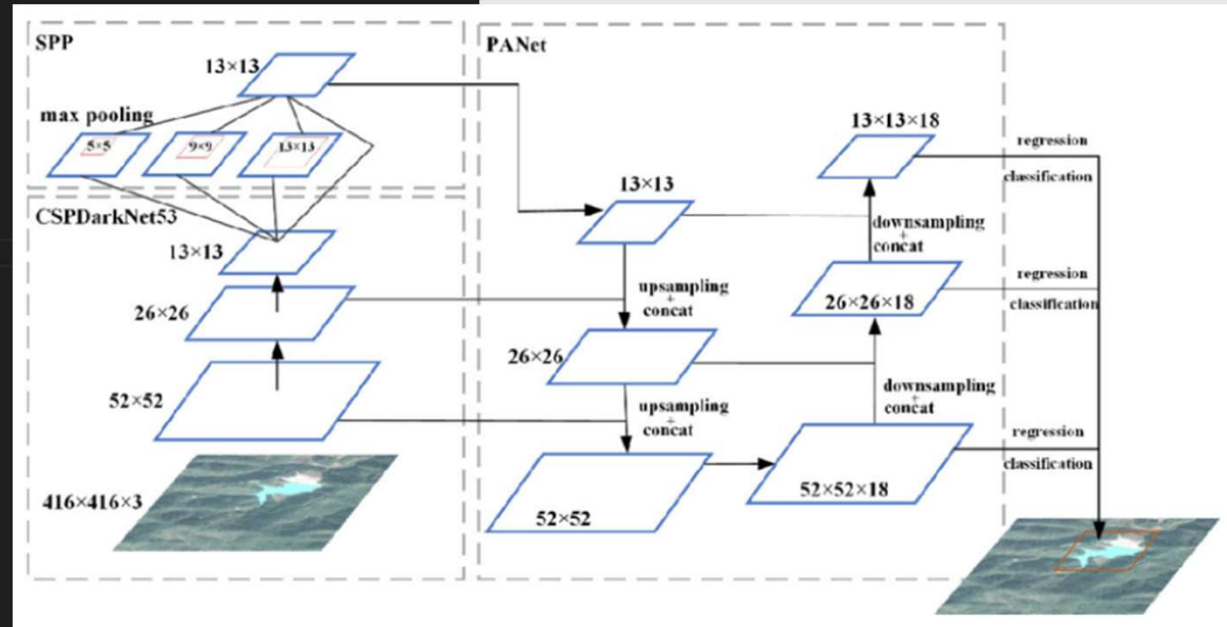 SPP
13×13
max pooling
5×5
9×9
13×13
CSPDarkNet53
13×13
26×26
52×52
416×416×3
PANet
13×13
upsampling
+
concat
26×26
upsampling
+
concat
52×52
13×13×18
downsampling
+
concat
26×26×18
downsampling
+
concat
52×52×18
regression
classification
regression
classification
regression
classification